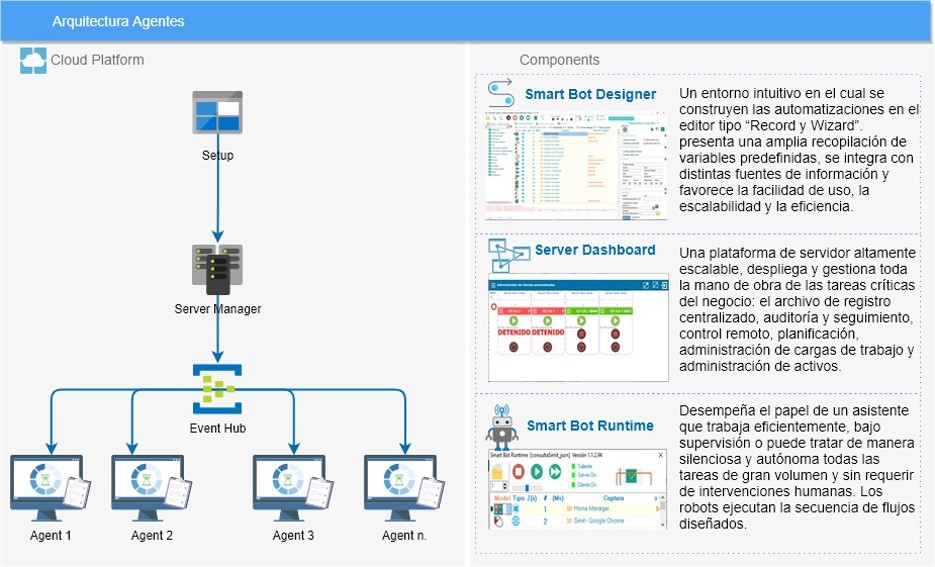 Arquitectura Agentes
Cloud Platform
Setup
Server Manager
Event Hub
Agent 1
Agent 2
Agent 3
Agent n.
Components
Smart Bot Designer
Un entorno intuitivo en el cual se
construyen las automatizaciones en el
editor tipo “Record y Wizard”.
presenta una amplia recopilación de
variables predefinidas, se integra con
distintas fuentes de información y
favorece la facilidad de uso, la
escalabilidad y la eficiencia.
Server Dashboard
DETENIDO
DETENIDO
Una plataforma de servidor altamente
escalable, despliega y gestiona toda
la mano de obra de las tareas críticas
del negocio: el archivo de registro
centralizado, auditoría y seguimiento,
control remoto, planificación,
administración de cargas de trabajo y
administración de activos.
Smart Bot Runtime
Smart Bot Runtime [consultaSimit_json] Versión 1.1.2.94
Saliente
Server On
Cliente On
Model Tipo Z(s) # (Ms) Captura
1 10 Home Manager
2 10 Simit - Google Chrome
Desempeña el papel de un asistente
que trabaja eficientemente, bajo
supervisión o puede tratar de manera
silenciosa y autónoma todas las
tareas de gran volumen y sin requerir
de intervenciones humanas. Los
robots ejecutan la secuencia de flujos
diseñados.